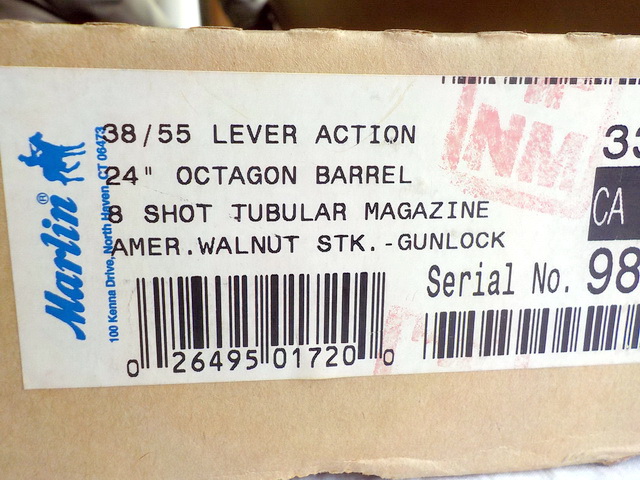 38/55 LEVER ACTION
24" OCTAGON BARREL
8 SHOT TUBULAR MAGAZINE
AMER.WALNUT STK.-GUNLOCK
Marlin®
100 Kenna Drive, North Haven, CT 06473
0 26495 01720 0
NM
33
CA
Serial No. 98